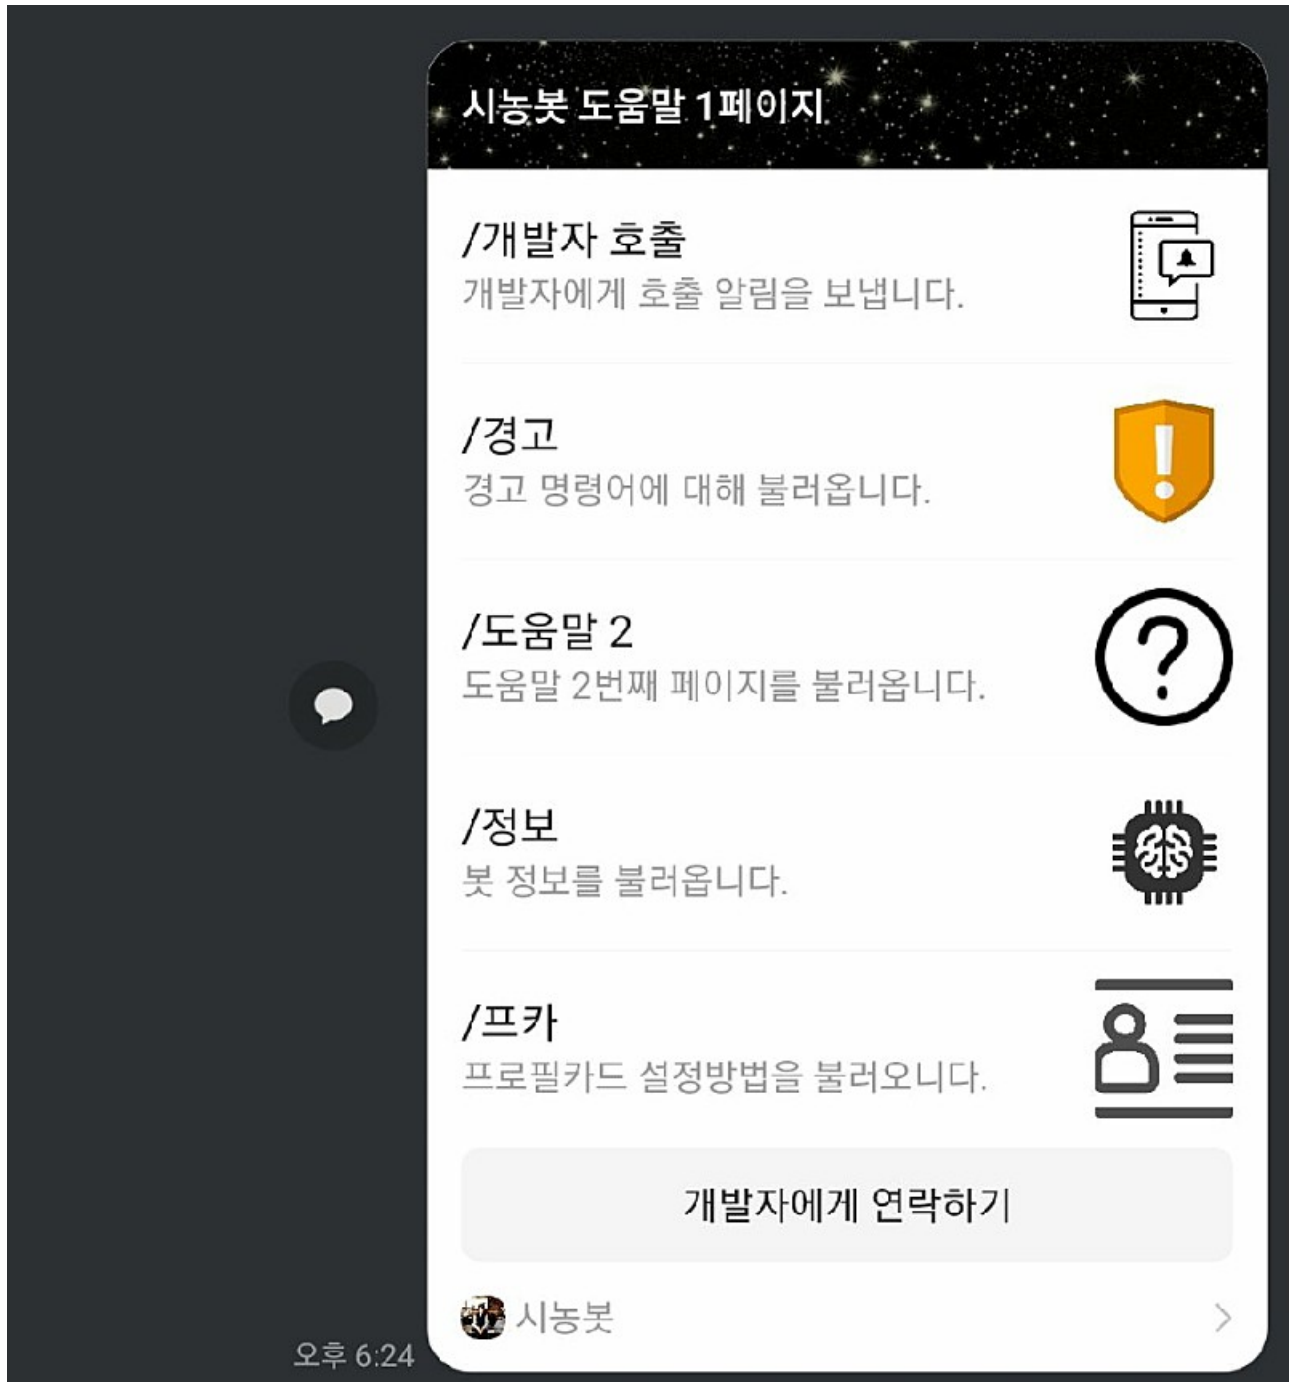 시농봇 도움말 1페이지
/개발자 호출
개발자에게 호출 알림을 보냅니다.
/경고
경고 명령어에 대해 불러옵니다.
/도움말 2
도움말 2번째 페이지를 불러옵니다.
/정보
봇 정보를 불러옵니다.
/프카
프로필카드 설정방법을 불러오니다.
개발자에게 연락하기
시농봇
오후 6:24